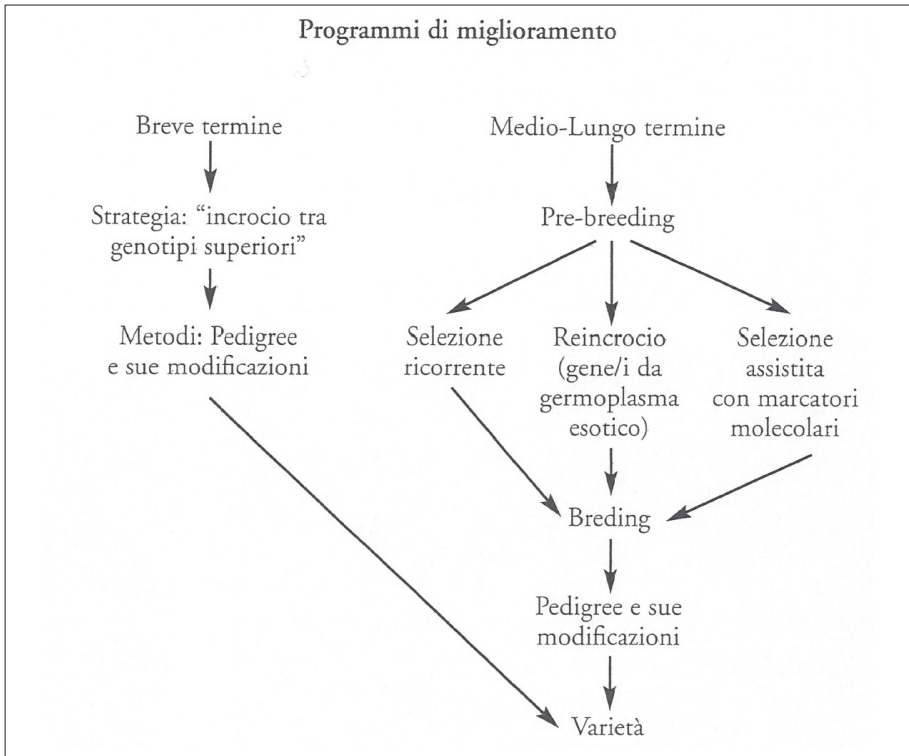 Programmi di miglioramento
Breve termine
Strategia: “incrocio tra
genotipi superiori”
Metodi: Pedigree
e sue modificazioni
Medio-Lungo termine
Pre-breeding
Selezione
ricorrente
Reincrocio
(gene/i da
germoplasma
esotico)
Selezione
assistita
con marcatori
molecolari
Breding
Pedigree e sue
modificazioni
Varietà